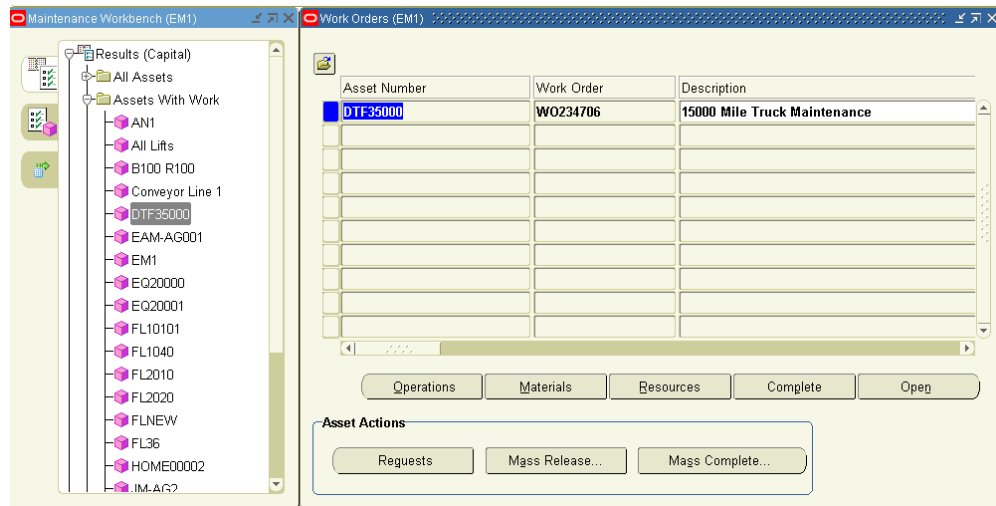 Maintenance Workbench (EM1)
Results (Capital)
All Assets
Assets With Work
AN1
All Lifts
B100 R100
Conveyor Line 1
DTF35000
EAM-AG001
EM1
EQ20000
EQ20001
FL10101
FL1040
FL2010
FL2020
FLNEW
FL36
HOME00002
JM-AG2
Work Orders (EM1)
Asset Number Work Order Description
DTF35000 WO234706 15000 Mile Truck Maintenance
Operations Materials Resources Complete Open
Asset Actions
Requests Mass Release... Mass Complete...